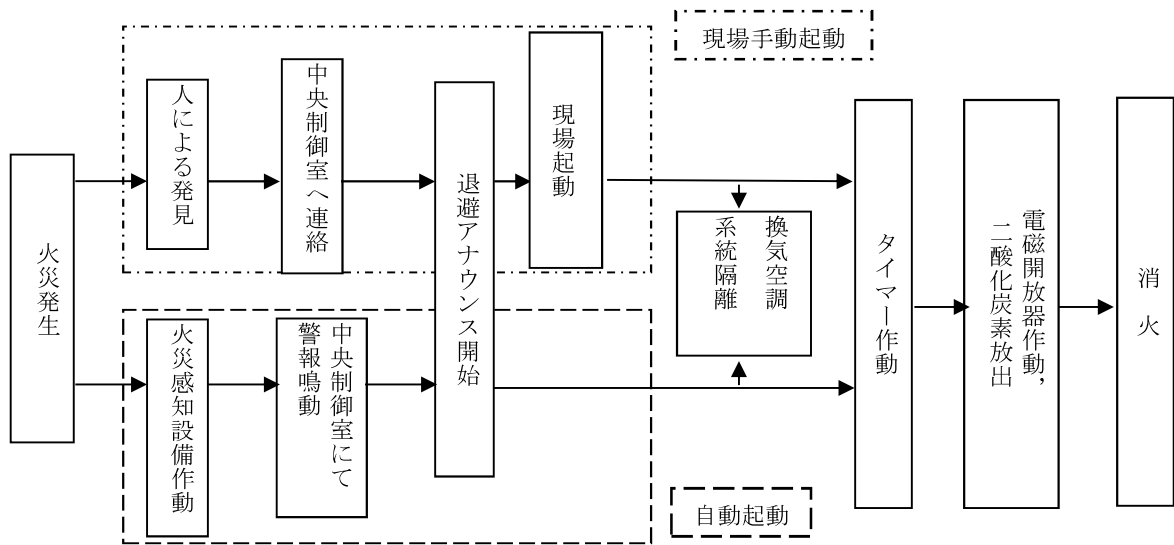 火災発生
人による発見
中央制御室へ連絡
退避アナウンス開始
現場起動
現場手動起動
火災感知設備作動
中央制御室にて
警報鳴動
換気空調
系統隔離
自動起動
タイマー作動
電磁開放器作動，
二酸化炭素放出
消火